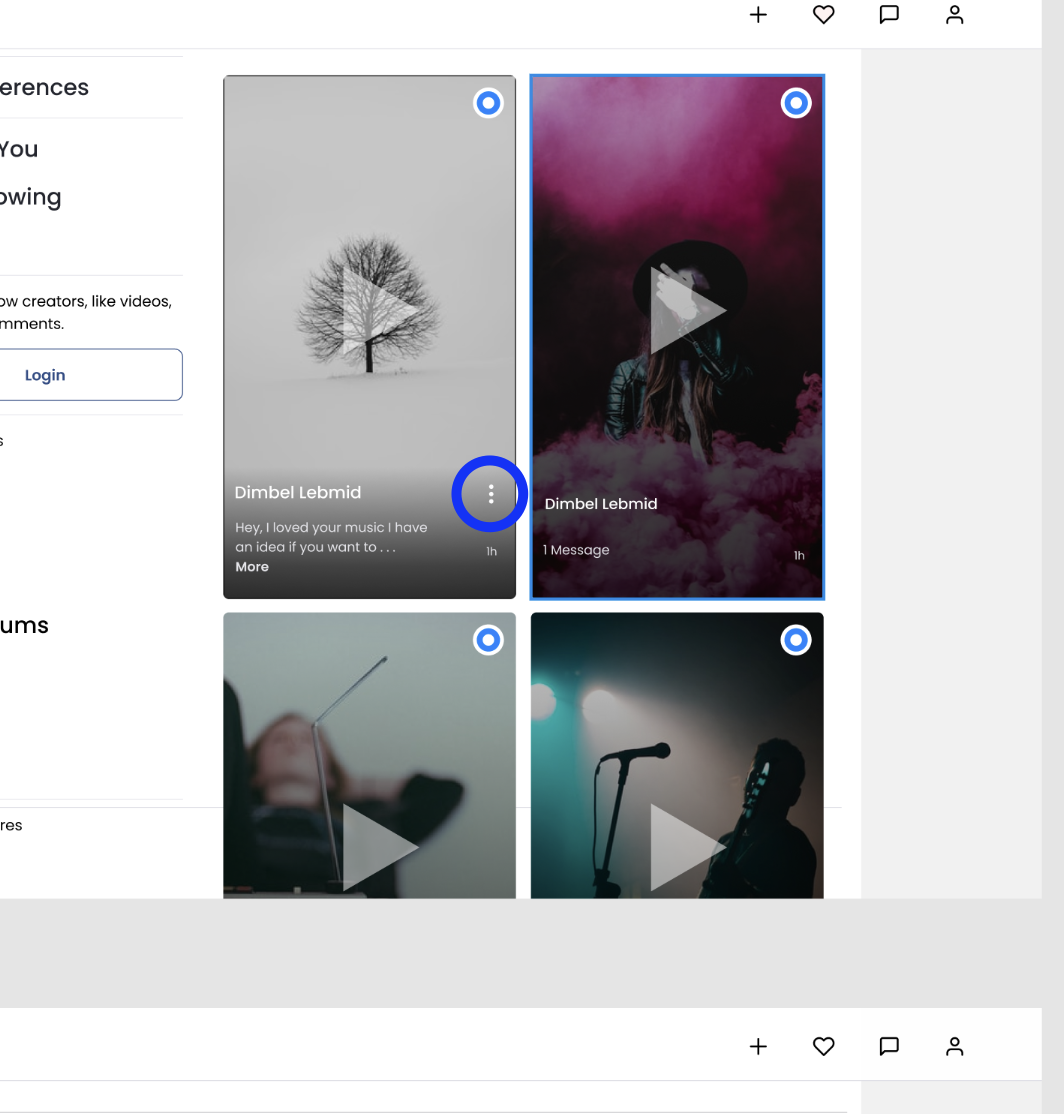 erences
You
owing
ow creators, like videos,
mments.
Login
s
ums
res
Dimbel Lebmid
Hey, I loved your music I have
an idea if you want to . . .
More
1h
Dimbel Lebmid
1 Message
1h